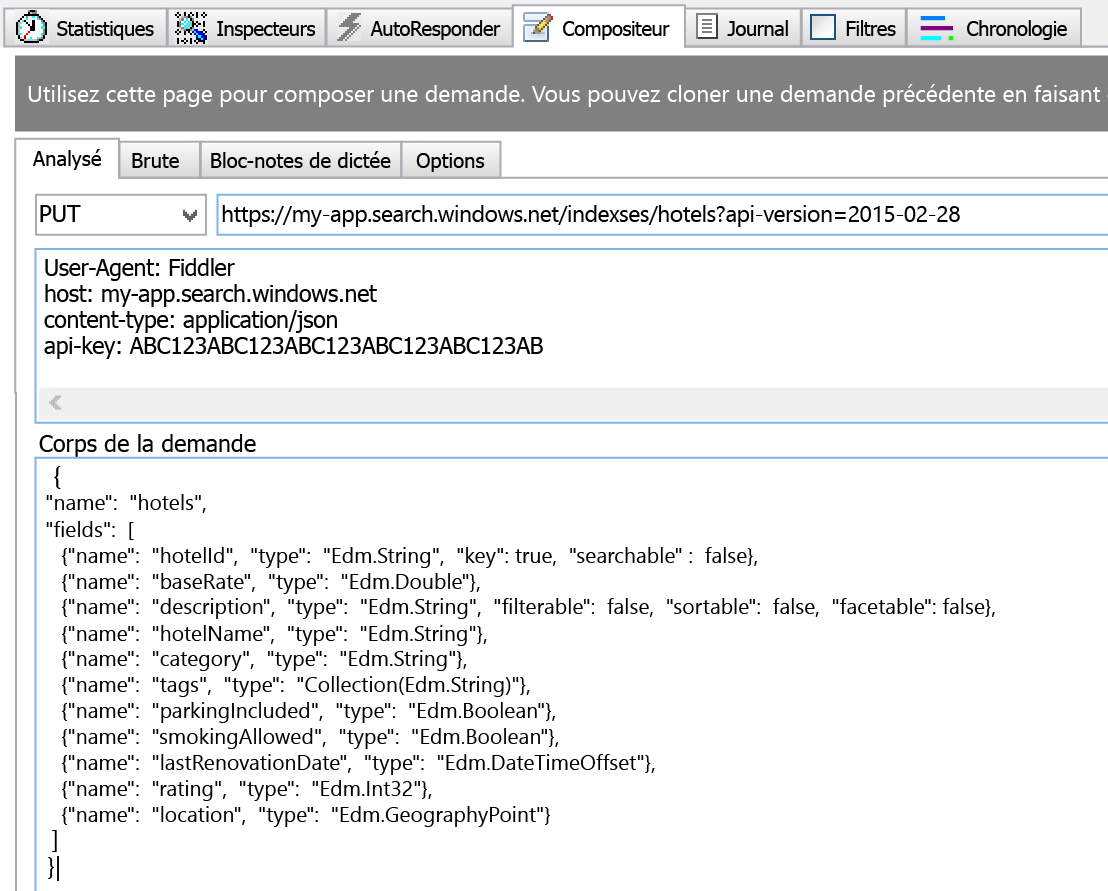 Statistiques Inspecteurs AutoResponder Compositeur Journal Filtres Chronologie
Utilisez cette page pour composer une demande. Vous pouvez cloner une demande précédente en faisant
Analysé Brute Bloc-notes de dictée Options
PUT https://my-app.search.windows.net/indexses/hotels?api-version=2015-02-28
User-Agent: Fiddler
host: my-app.search.windows.net
content-type: application/json
api-key: ABC123ABC123ABC123ABC123ABC123AB
Corps de la demande
{
"name": "hotels",
"fields": [
{"name": "hotelId", "type": "Edm.String", "key": true, "searchable" : false},
{"name": "baseRate", "type": "Edm.Double"},
{"name": "description", "type": "Edm.String", "filterable": false, "sortable": false, "facetable": false},
{"name": "hotelName", "type": "Edm.String"},
{"name": "category", "type": "Edm.String"},
{"name": "tags", "type": "Collection(Edm.String)"},
{"name": "parkingIncluded", "type": "Edm.Boolean"},
{"name": "smokingAllowed", "type": "Edm.Boolean"},
{"name": "lastRenovationDate", "type": "Edm.DateTimeOffset"},
{"name": "rating", "type": "Edm.Int32"},
{"name": "location", "type": "Edm.GeographyPoint"}
]
}